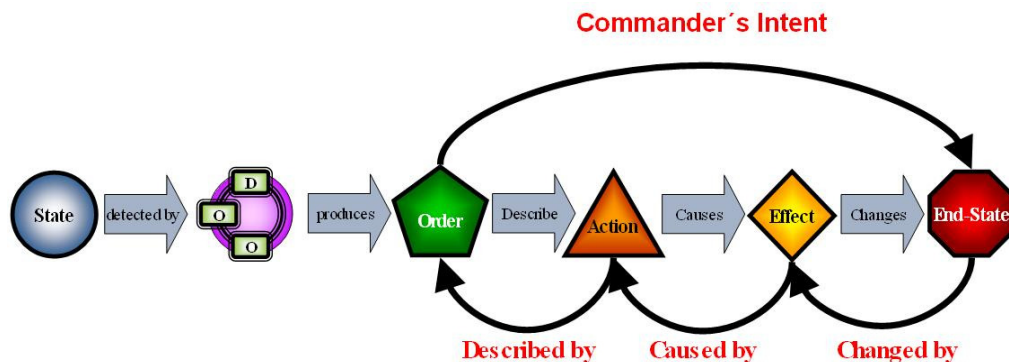 Commander´s Intent
State
detected by
D
O
O
produces
Order
Describe
Action
Causes
Effect
Changes
End-State
Described by
Caused by
Changed by